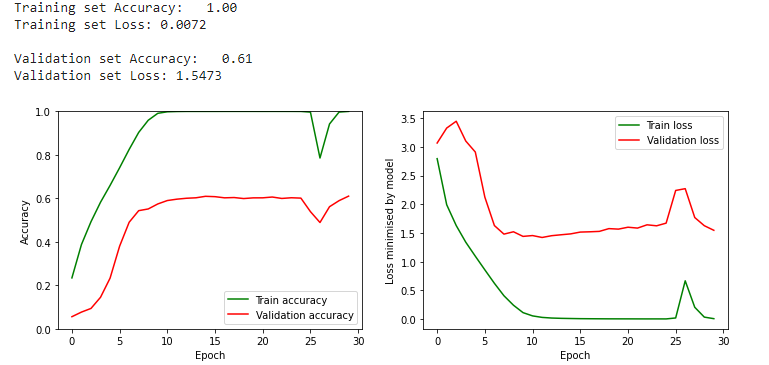 Training set Accuracy:   1.00
Training set Loss: 0.0072
Validation set Accuracy:   0.61
Validation set Loss: 1.5473
1.0
0.8
0.6
0.4
0.2
0.0
Accuracy
0 5 10 15 20 25 30
Epoch
Train accuracy
Validation accuracy
3.5
3.0
2.5
2.0
1.5
1.0
0.5
0.0
Loss minimised by model
0 5 10 15 20 25 30
Epoch
Train loss
Validation loss